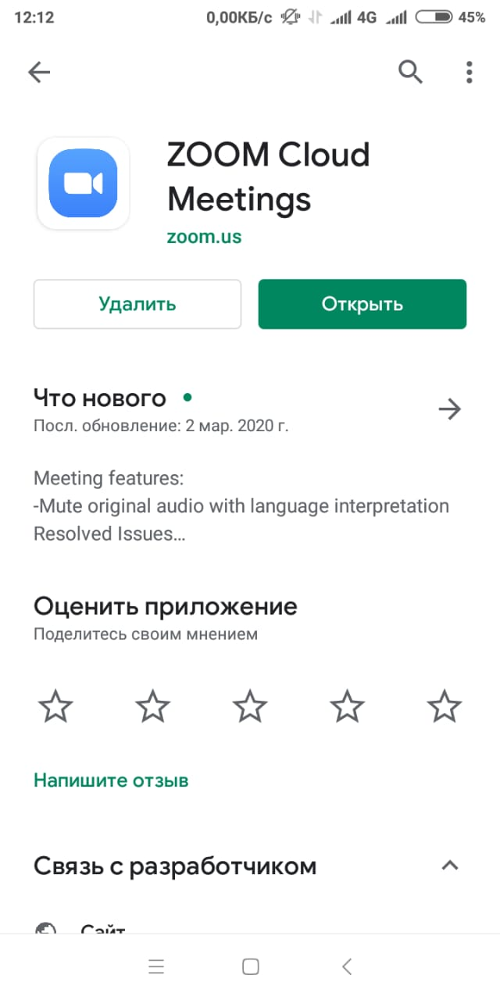 12:12 0,00КБ/с 4G 45%
ZOOM Cloud
Meetings
zoom.us
Удалить Открыть
Что нового
Посл. обновление: 2 мар. 2020 г.
Meeting features:
-Mute original audio with language interpretation
Resolved Issues...
Оценить приложение
Поделитесь своим мнением
Напишите отзыв
Связь с разработчиком
Сайт